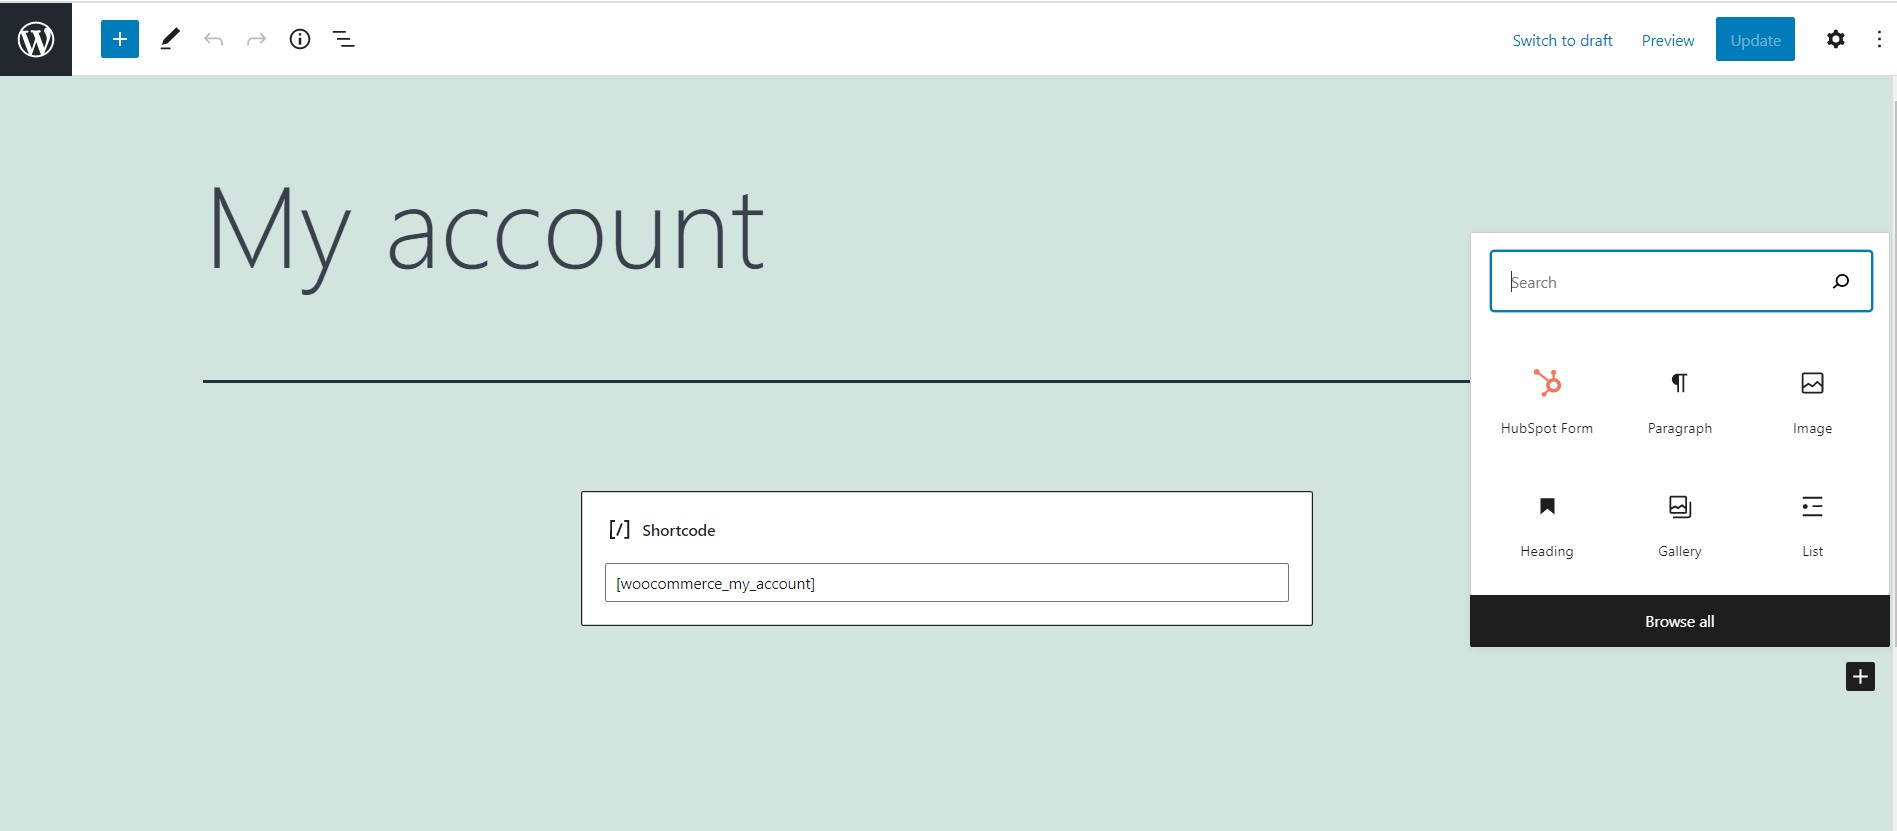 Switch to draft Preview Update
My account
Search
HubSpot Form Paragraph Image
Heading Gallery List
Browse all
[/] Shortcode
[woocommerce_my_account]